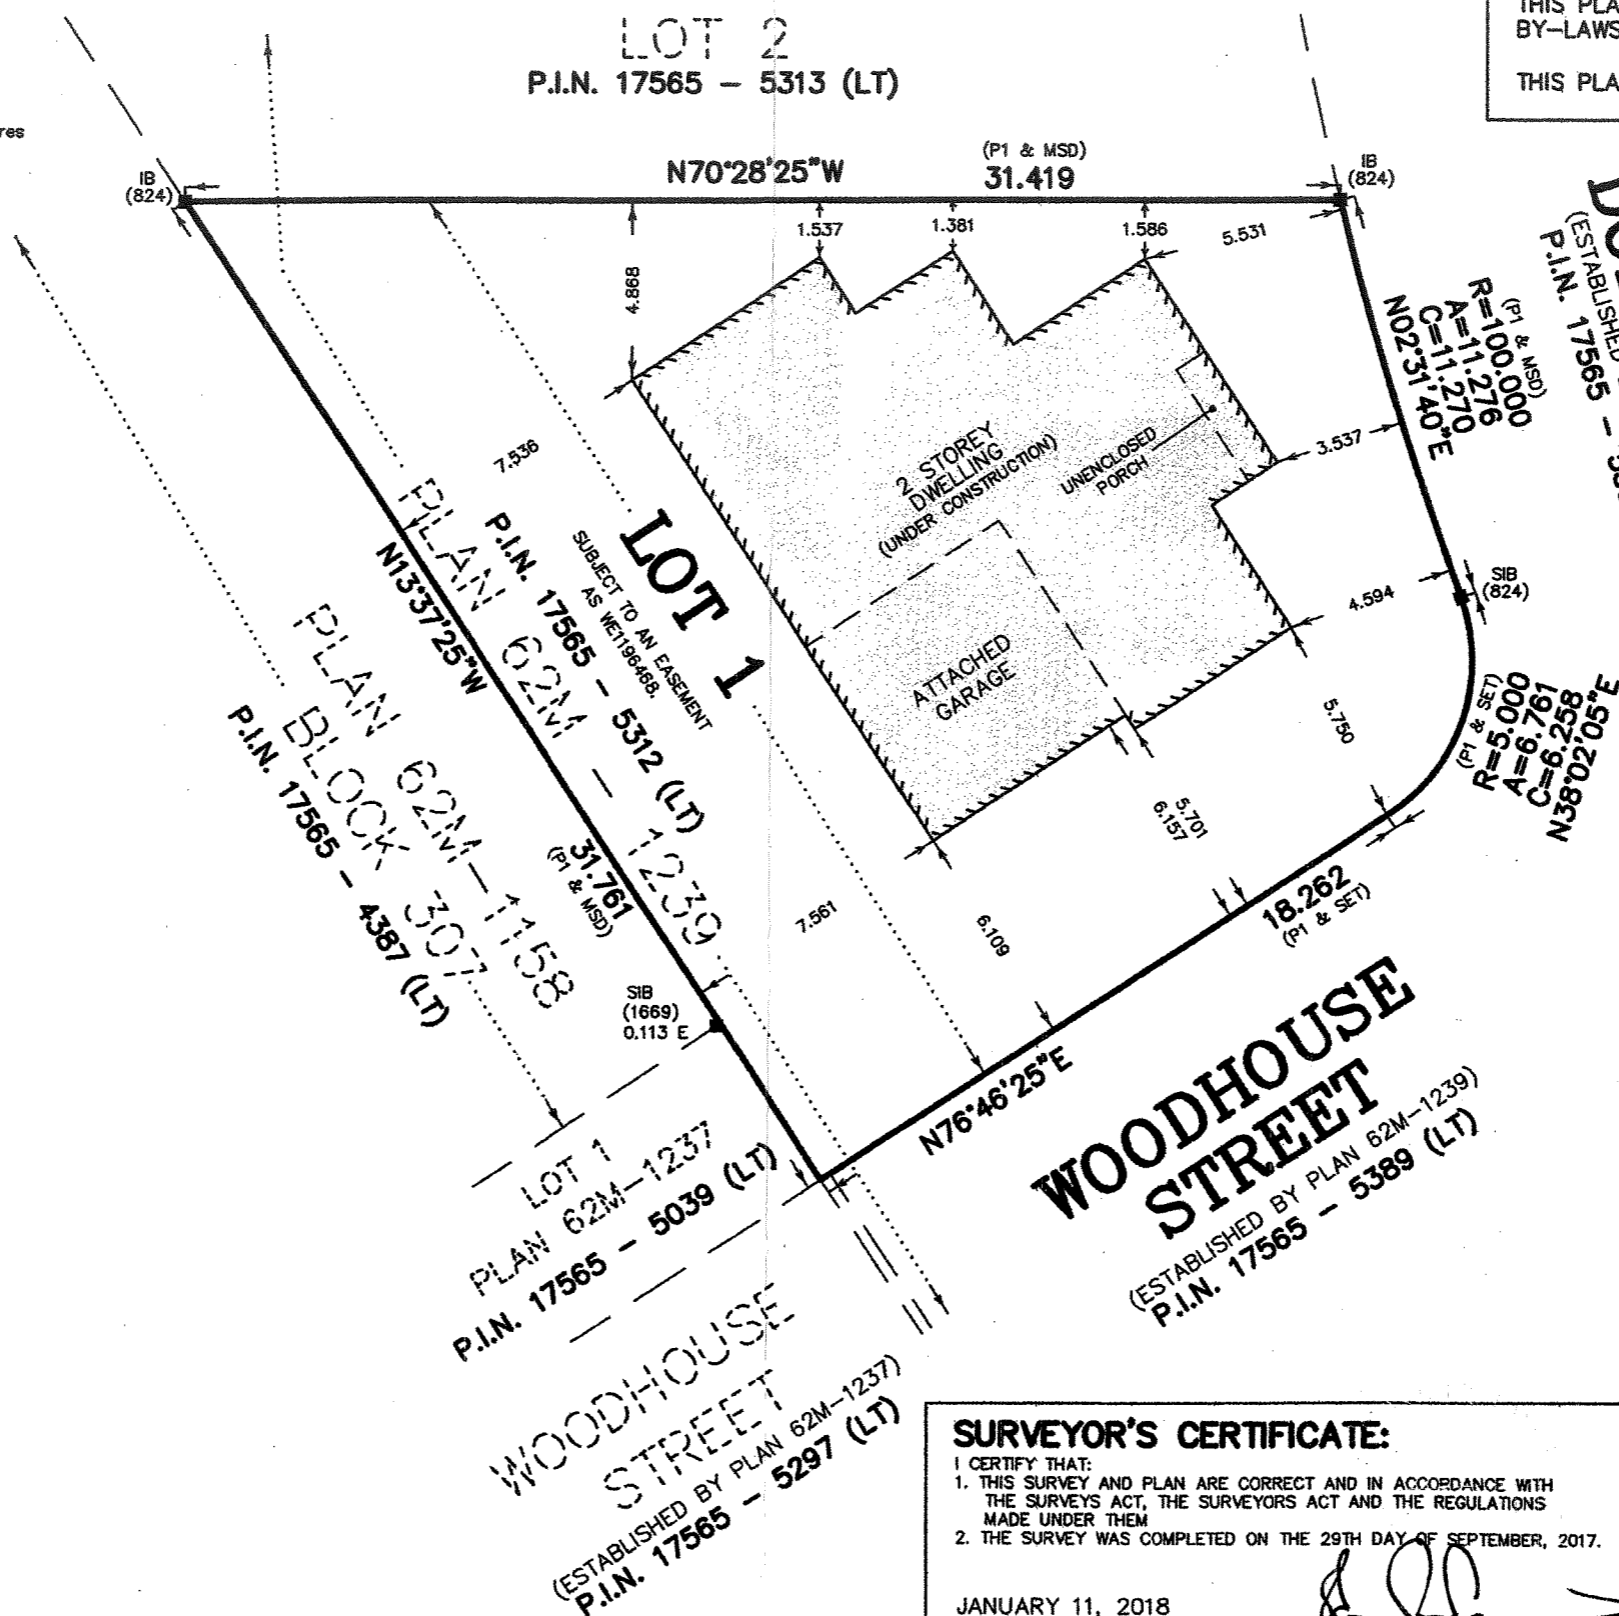 THIS PLA
BY-LAWS
THIS PLA
LOT 2
P.I.N. 17565 - 5313 (LT)
res
IB
(824)
N70°28'25"W
(P1 & MSD)
31.419
IB
(824)
1.537
1.381
1.586
5.531
4.868
(ESTABLISHED
P.I.N. 17565 -
(P1 & MSD)
R=100.000
A=11.276
C=11.270
N02°31'40"E
3.537
2 STOREY
DWELLING
(UNDER CONSTRUCTION)
UNENCLOSED
PORCH
7.536
LOT 1
SUBJECT TO AN EASEMENT
AS WE1196468.
P.I.N. 17565 - 5312 (LT)
PLAN 62M - 1239
N13°37'25"W
SIB
(824)
4.594
ATTACHED
GARAGE
PLAN 62M-1158
BLOCK 307
P.I.N. 17565 - 4387 (LT)
(P1 & SET)
R=5.000
A=6.761
C=6.258
N38°02'05"E
5.750
5.701
6.157
31.761
(P1 & MSD)
7.561
6.109
18.262
(P1 & SET)
SIB
(1669)
0.113 E
N76°46'25"E
WOODHOUSE
STREET
(ESTABLISHED BY PLAN 62M-1239)
P.I.N. 17565 - 5389 (LT)
LOT 1
PLAN 62M-1237
P.I.N. 17565 - 5039 (LT)
WOODHOUSE
STREET
(ESTABLISHED BY PLAN 62M-1237)
P.I.N. 17565 - 5297 (LT)
SURVEYOR'S CERTIFICATE:
I CERTIFY THAT:
1. THIS SURVEY AND PLAN ARE CORRECT AND IN ACCORDANCE WITH
THE SURVEYS ACT, THE SURVEYORS ACT AND THE REGULATIONS
MADE UNDER THEM
2. THE SURVEY WAS COMPLETED ON THE 29TH DAY OF SEPTEMBER, 2017.
JANUARY 11, 2018